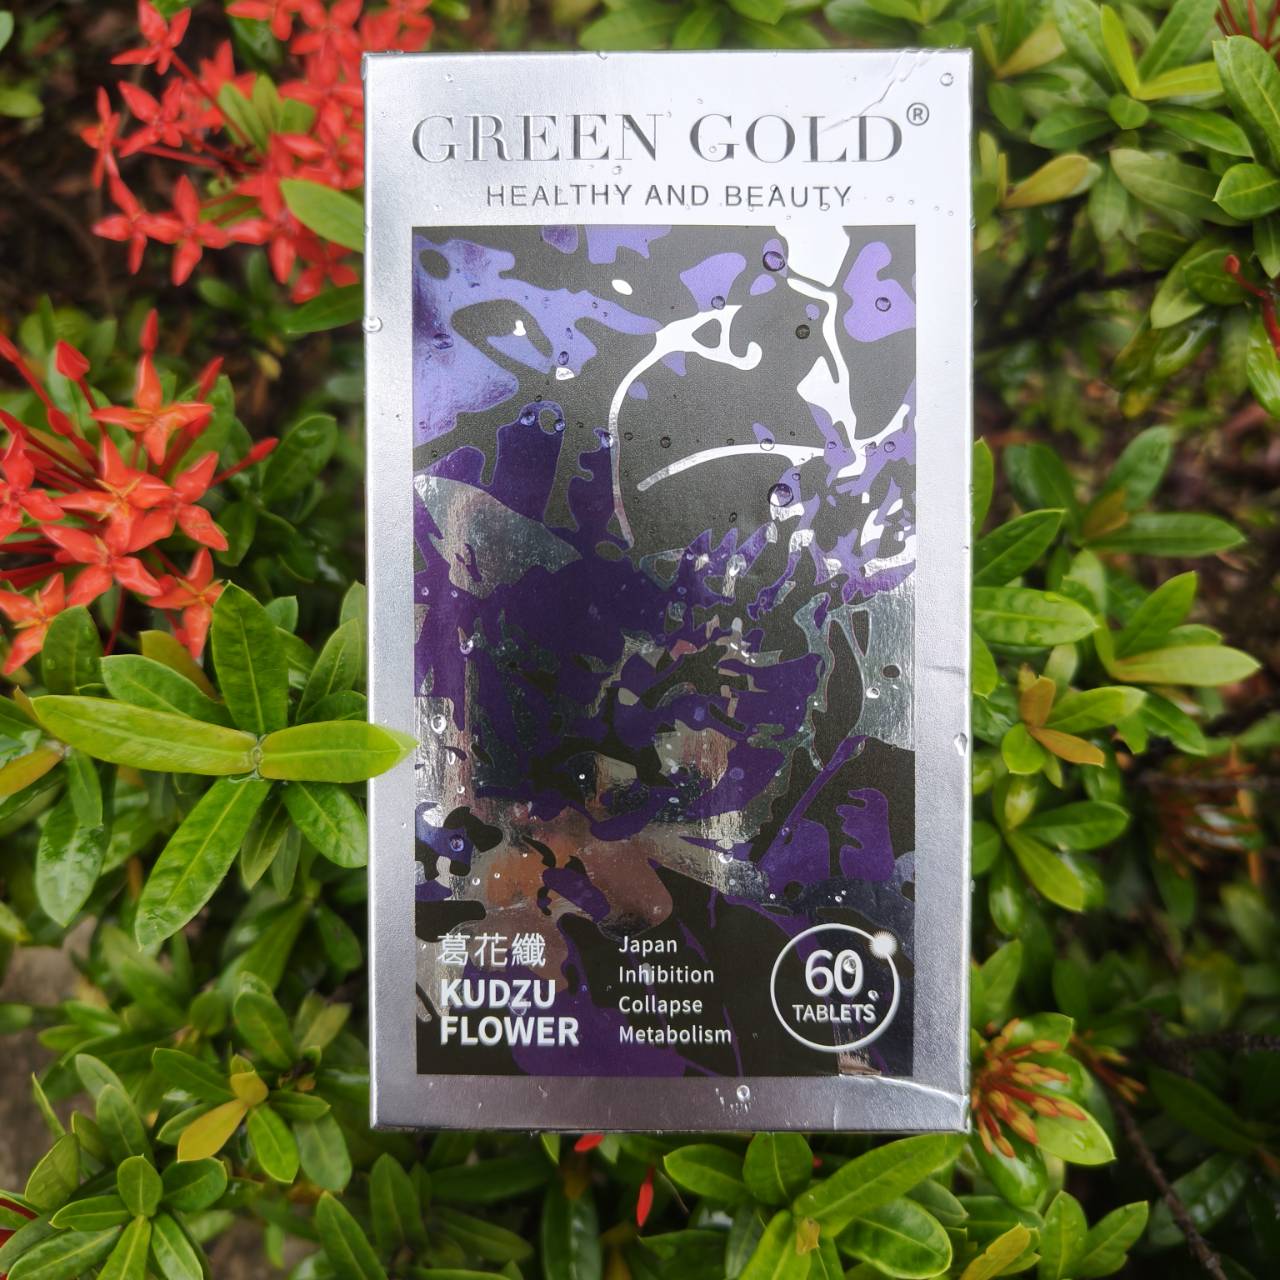 GREEN GOLD®
HEALTHY AND BEAUTY
葛花纖
KUDZU
FLOWER
Japan
Inhibition
Collapse
Metabolism
60
TABLETS